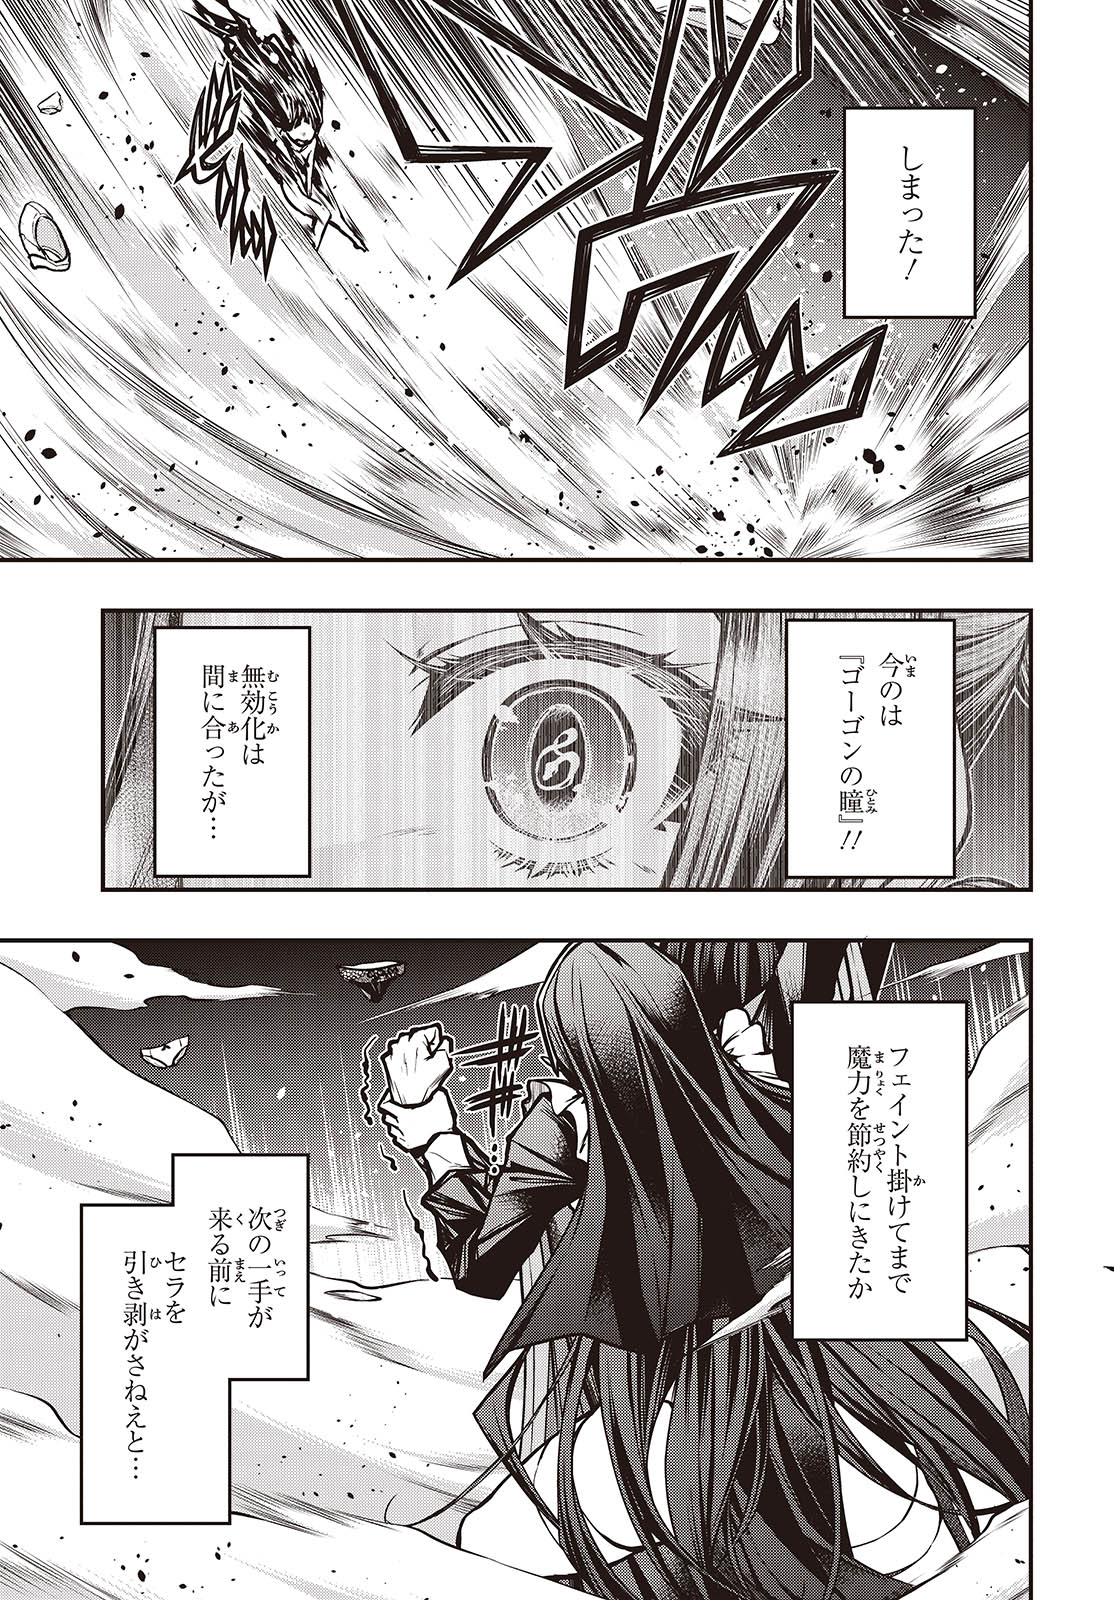 しまった!
今のは
『ゴーゴンの瞳』!!
無効化は
間に合ったが…
フェイント掛けてまで
魔力を節約しにきたか
次の一手が
来る前に
セラを
引き剥がさねえと…